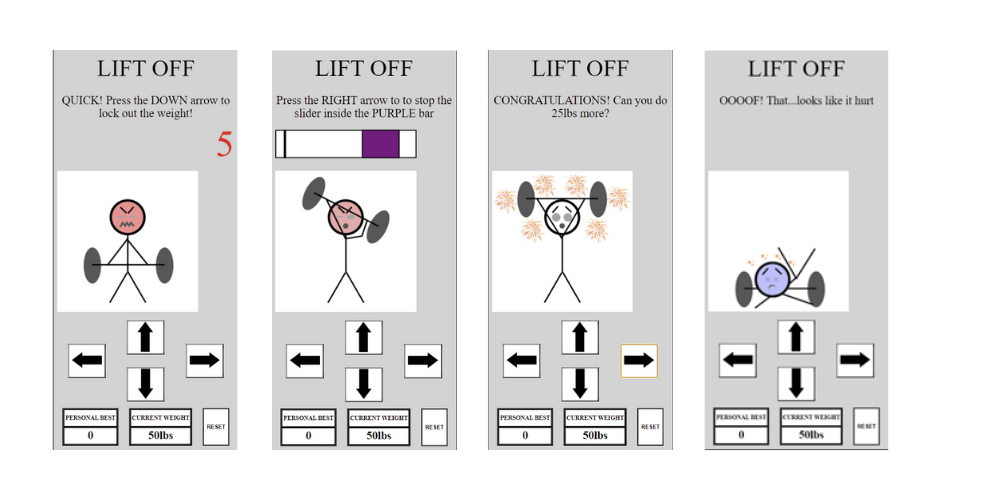 LIFT OFF
QUICK! Press the DOWN arrow to
lock out the weight!
5
PERSONAL BEST
0
CURRENT WEIGHT
50lbs
RESET
LIFT OFF
Press the RIGHT arrow to to stop the
slider inside the PURPLE bar
PERSONAL BEST
0
CURRENT WEIGHT
50lbs
RESET
LIFT OFF
CONGRATULATIONS! Can you do
25lbs more?
PERSONAL BEST
0
CURRENT WEIGHT
50lbs
RESET
LIFT OFF
OOOOF! That...looks like it hurt
PERSONAL BEST
0
CURRENT WEIGHT
50lbs
RESET